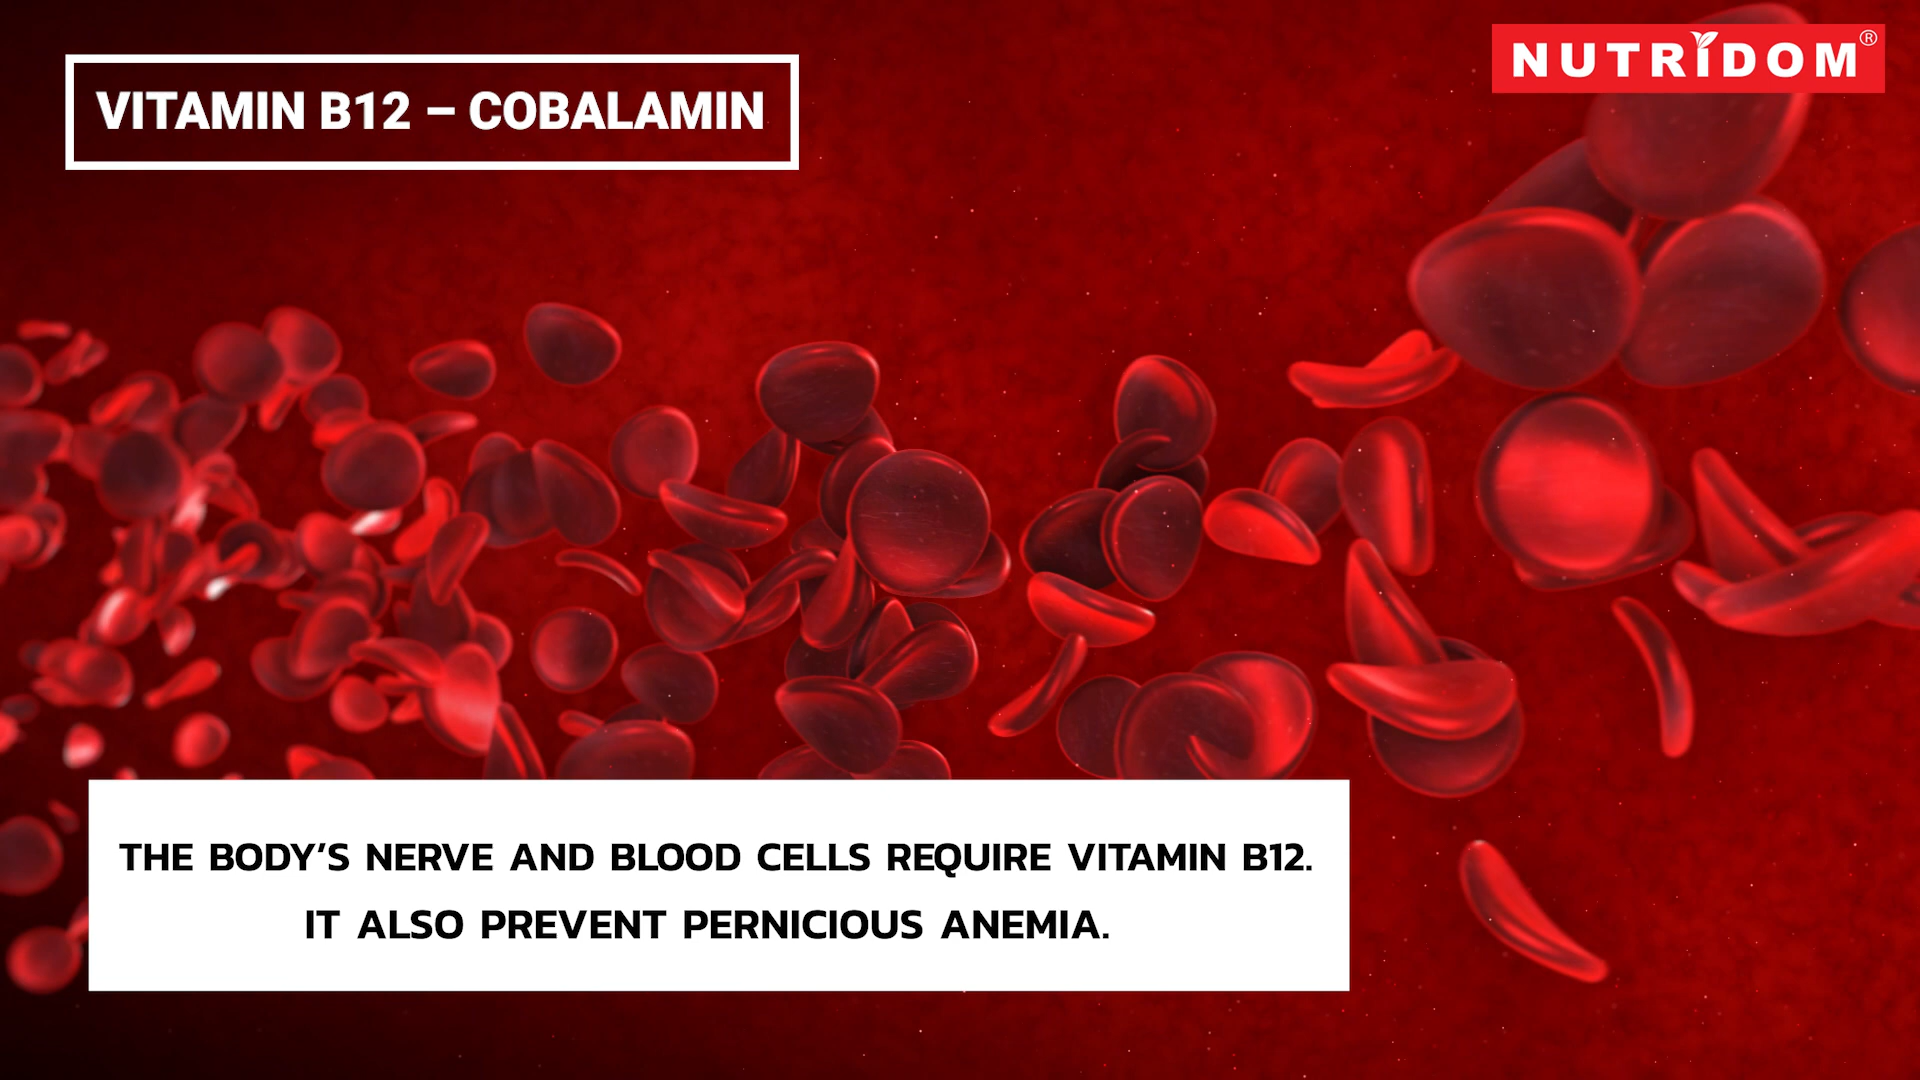 VITAMIN B12 – COBALAMIN
NUTRIDOM®
THE BODY’S NERVE AND BLOOD CELLS REQUIRE VITAMIN B12.
IT ALSO PREVENT PERNICIOUS ANEMIA.